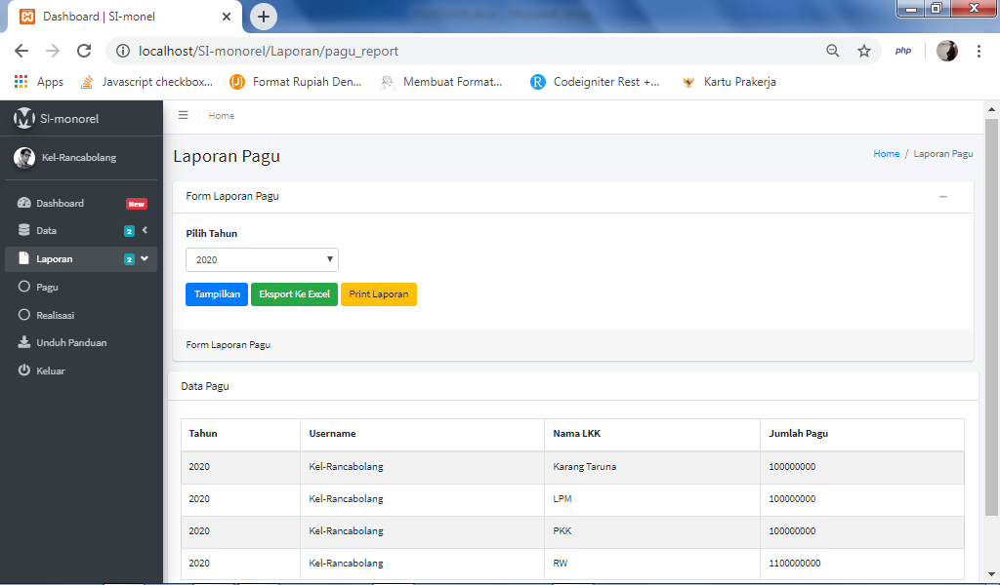 Dashboard | SI-monel
localhost/SI-monorel/Laporan/pagu_report
php
Apps
Javascript checkbox...
Format Rupiah Den...
Membuat Format...
Codeigniter Rest +...
Kartu Prakerja
SI-monorel
Home
Kel-Rancabolang
Laporan Pagu
Home / Laporan Pagu
Dashboard New
Data 2
Laporan 2
Pagu
Realisasi
Unduh Panduan
Keluar
Form Laporan Pagu
Pilih Tahun
2020
Tampilkan Eksport Ke Excel Print Laporan
Form Laporan Pagu
Data Pagu
Tahun Username Nama LKK Jumlah Pagu
2020 Kel-Rancabolang Karang Taruna 100000000
2020 Kel-Rancabolang LPM 100000000
2020 Kel-Rancabolang PKK 100000000
2020 Kel-Rancabolang RW 1100000000